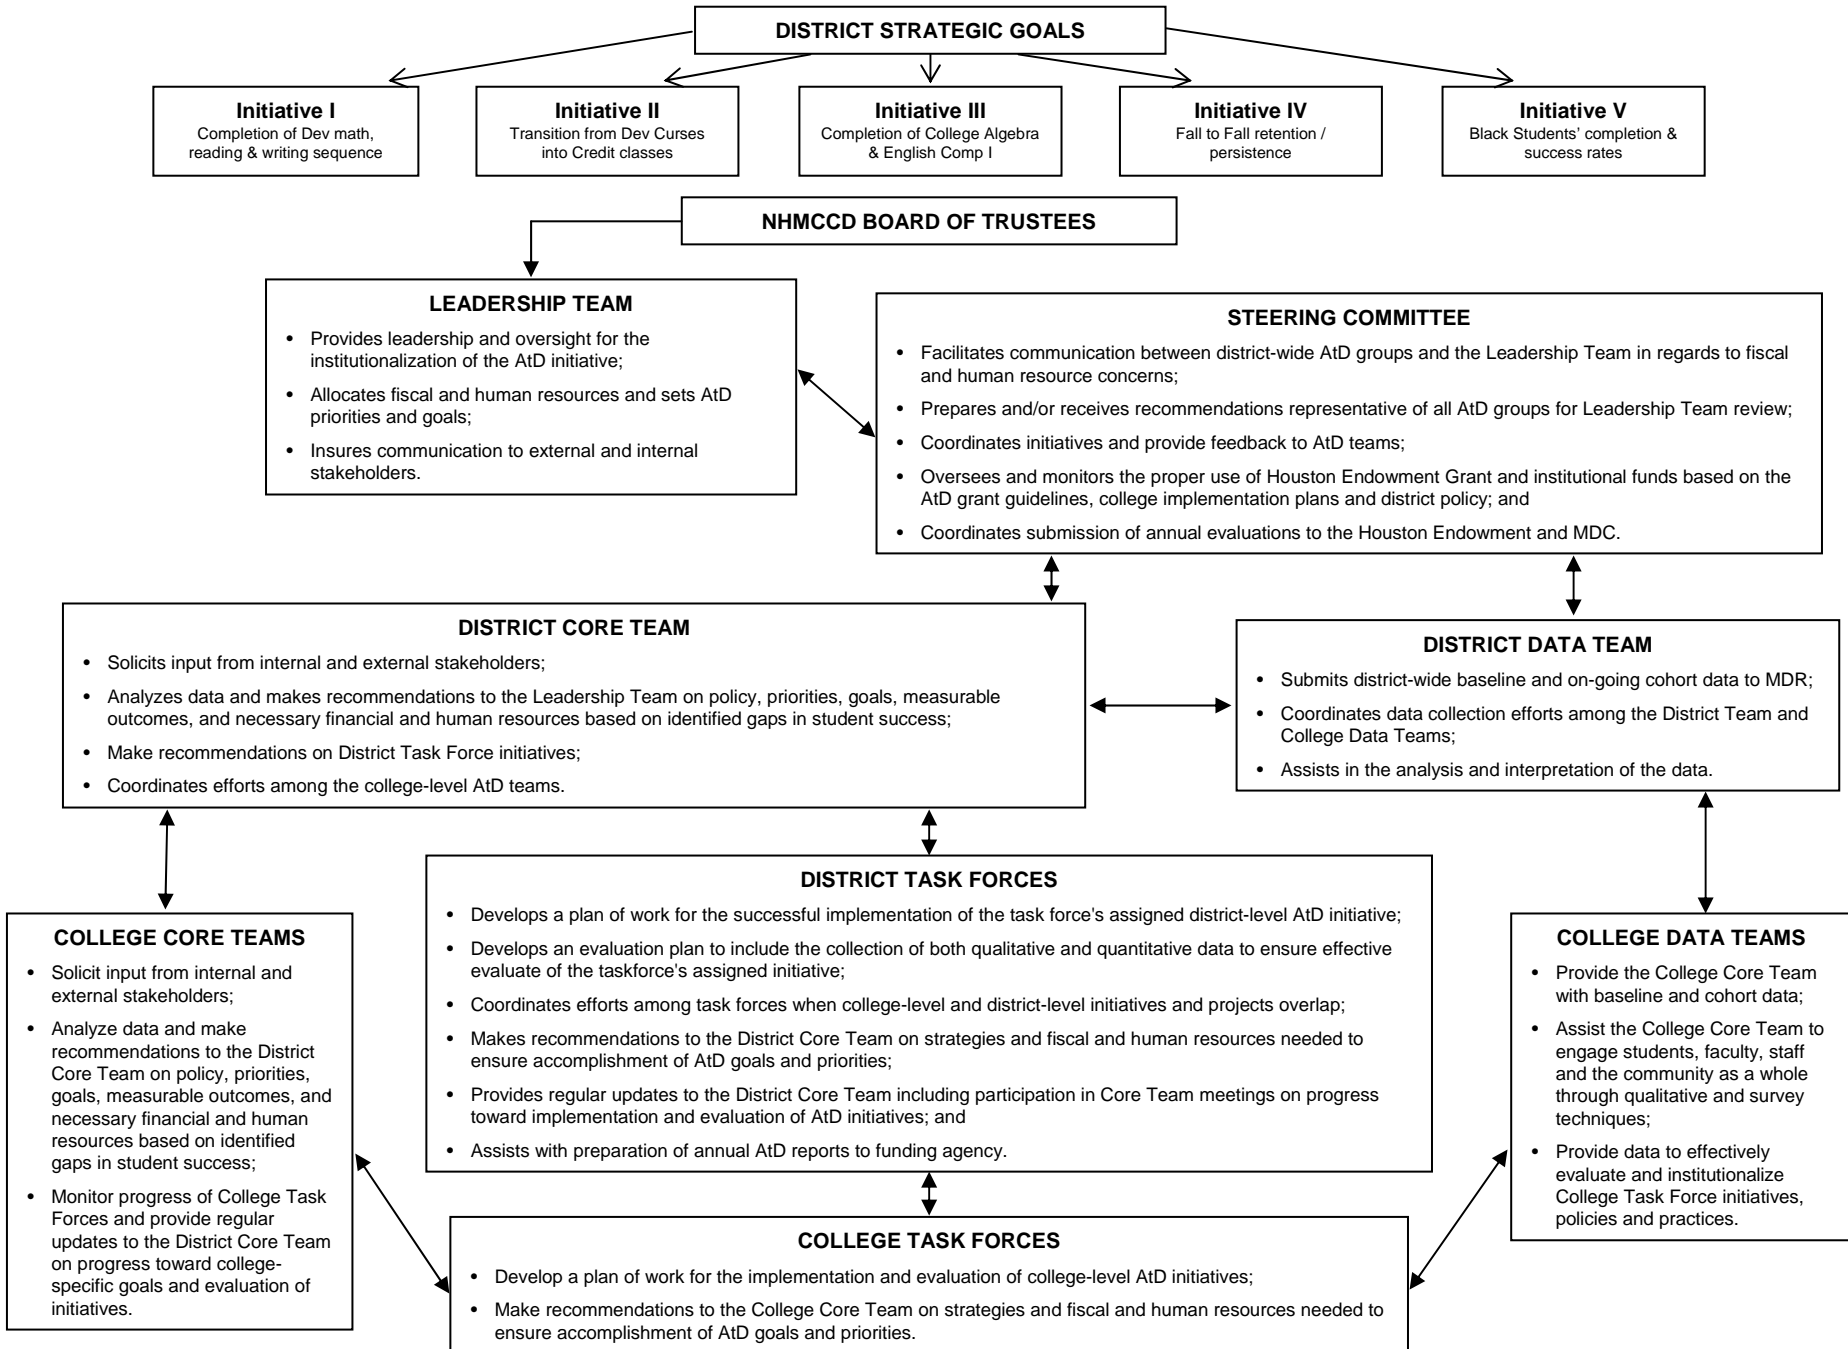 DISTRICT STRATEGIC GOALS
Initiative I
Completion of Dev math,
reading & writing sequence
Initiative II
Transition from Dev Curses
into Credit classes
Initiative III
Completion of College Algebra
& English Comp I
Initiative IV
Fall to Fall retention /
persistence
Initiative V
Black Students’ completion &
success rates
NHMCCD BOARD OF TRUSTEES
LEADERSHIP TEAM
• Provides leadership and oversight for the
institutionalization of the AtD initiative;
• Allocates fiscal and human resources and sets AtD
priorities and goals;
• Insures communication to external and internal
stakeholders.
STEERING COMMITTEE
• Facilitates communication between district-wide AtD groups and the Leadership Team in regards to fiscal
and human resource concerns;
• Prepares and/or receives recommendations representative of all AtD groups for Leadership Team review;
• Coordinates initiatives and provide feedback to AtD teams;
• Oversees and monitors the proper use of Houston Endowment Grant and institutional funds based on the
AtD grant guidelines, college implementation plans and district policy; and
• Coordinates submission of annual evaluations to the Houston Endowment and MDC.
DISTRICT CORE TEAM
• Solicits input from internal and external stakeholders;
• Analyzes data and makes recommendations to the Leadership Team on policy, priorities, goals, measurable
outcomes, and necessary financial and human resources based on identified gaps in student success;
• Make recommendations on District Task Force initiatives;
• Coordinates efforts among the college-level AtD teams.
DISTRICT DATA TEAM
• Submits district-wide baseline and on-going cohort data to MDR;
• Coordinates data collection efforts among the District Team and
College Data Teams;
• Assists in the analysis and interpretation of the data.
DISTRICT TASK FORCES
• Develops a plan of work for the successful implementation of the task force's assigned district-level AtD initiative;
• Develops an evaluation plan to include the collection of both qualitative and quantitative data to ensure effective
evaluate of the taskforce's assigned initiative;
• Coordinates efforts among task forces when college-level and district-level initiatives and projects overlap;
• Makes recommendations to the District Core Team on strategies and fiscal and human resources needed to
ensure accomplishment of AtD goals and priorities;
• Provides regular updates to the District Core Team including participation in Core Team meetings on progress
toward implementation and evaluation of AtD initiatives; and
• Assists with preparation of annual AtD reports to funding agency.
COLLEGE CORE TEAMS
• Solicit input from internal and
external stakeholders;
• Analyze data and make
recommendations to the District
Core Team on policy, priorities,
goals, measurable outcomes, and
necessary financial and human
resources based on identified
gaps in student success;
• Monitor progress of College Task
Forces and provide regular
updates to the District Core Team
on progress toward college-
specific goals and evaluation of
initiatives.
COLLEGE DATA TEAMS
• Provide the College Core Team
with baseline and cohort data;
• Assist the College Core Team to
engage students, faculty, staff
and the community as a whole
through qualitative and survey
techniques;
• Provide data to effectively
evaluate and institutionalize
College Task Force initiatives,
policies and practices.
COLLEGE TASK FORCES
• Develop a plan of work for the implementation and evaluation of college-level AtD initiatives;
• Make recommendations to the College Core Team on strategies and fiscal and human resources needed to
ensure accomplishment of AtD goals and priorities.